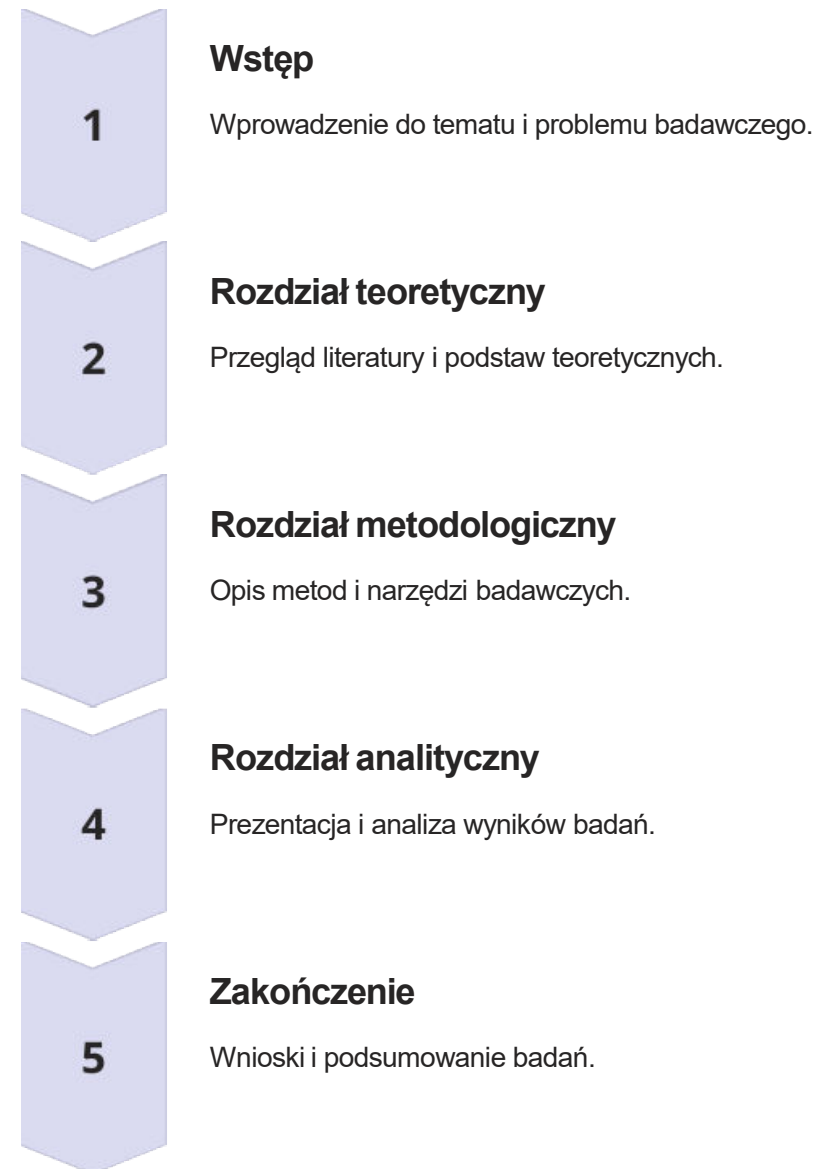 1
Wstęp
Wprowadzenie do tematu i problemu badawczego.
2
Rozdział teoretyczny
Przegląd literatury i podstaw teoretycznych.
3
Rozdział metodologiczny
Opis metod i narzędzi badawczych.
4
Rozdział analityczny
Prezentacja i analiza wyników badań.
5
Zakończenie
Wnioski i podsumowanie badań.